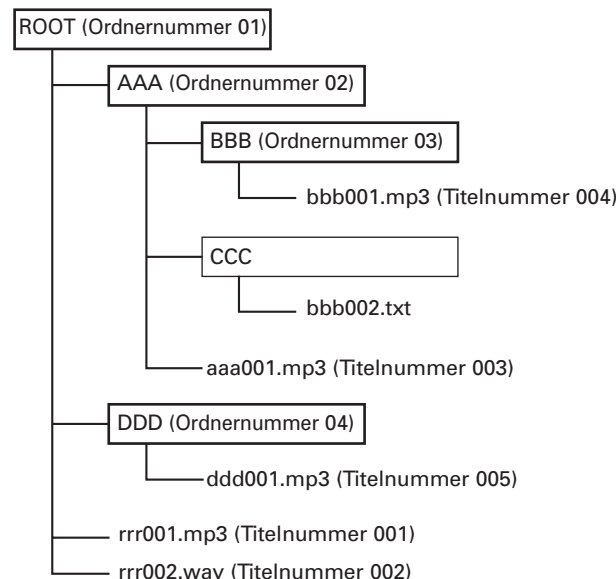 ROOT (Ordnernummer 01)
AAA (Ordnernummer 02)
BBB (Ordnernummer 03)
bbb001.mp3 (Titelnummer 004)
CCC
bbb002.txt
aaa001.mp3 (Titelnummer 003)
DDD (Ordnernummer 04)
ddd001.mp3 (Titelnummer 005)
rrr001.mp3 (Titelnummer 001)
rrr002.wav (Titelnummer 002)